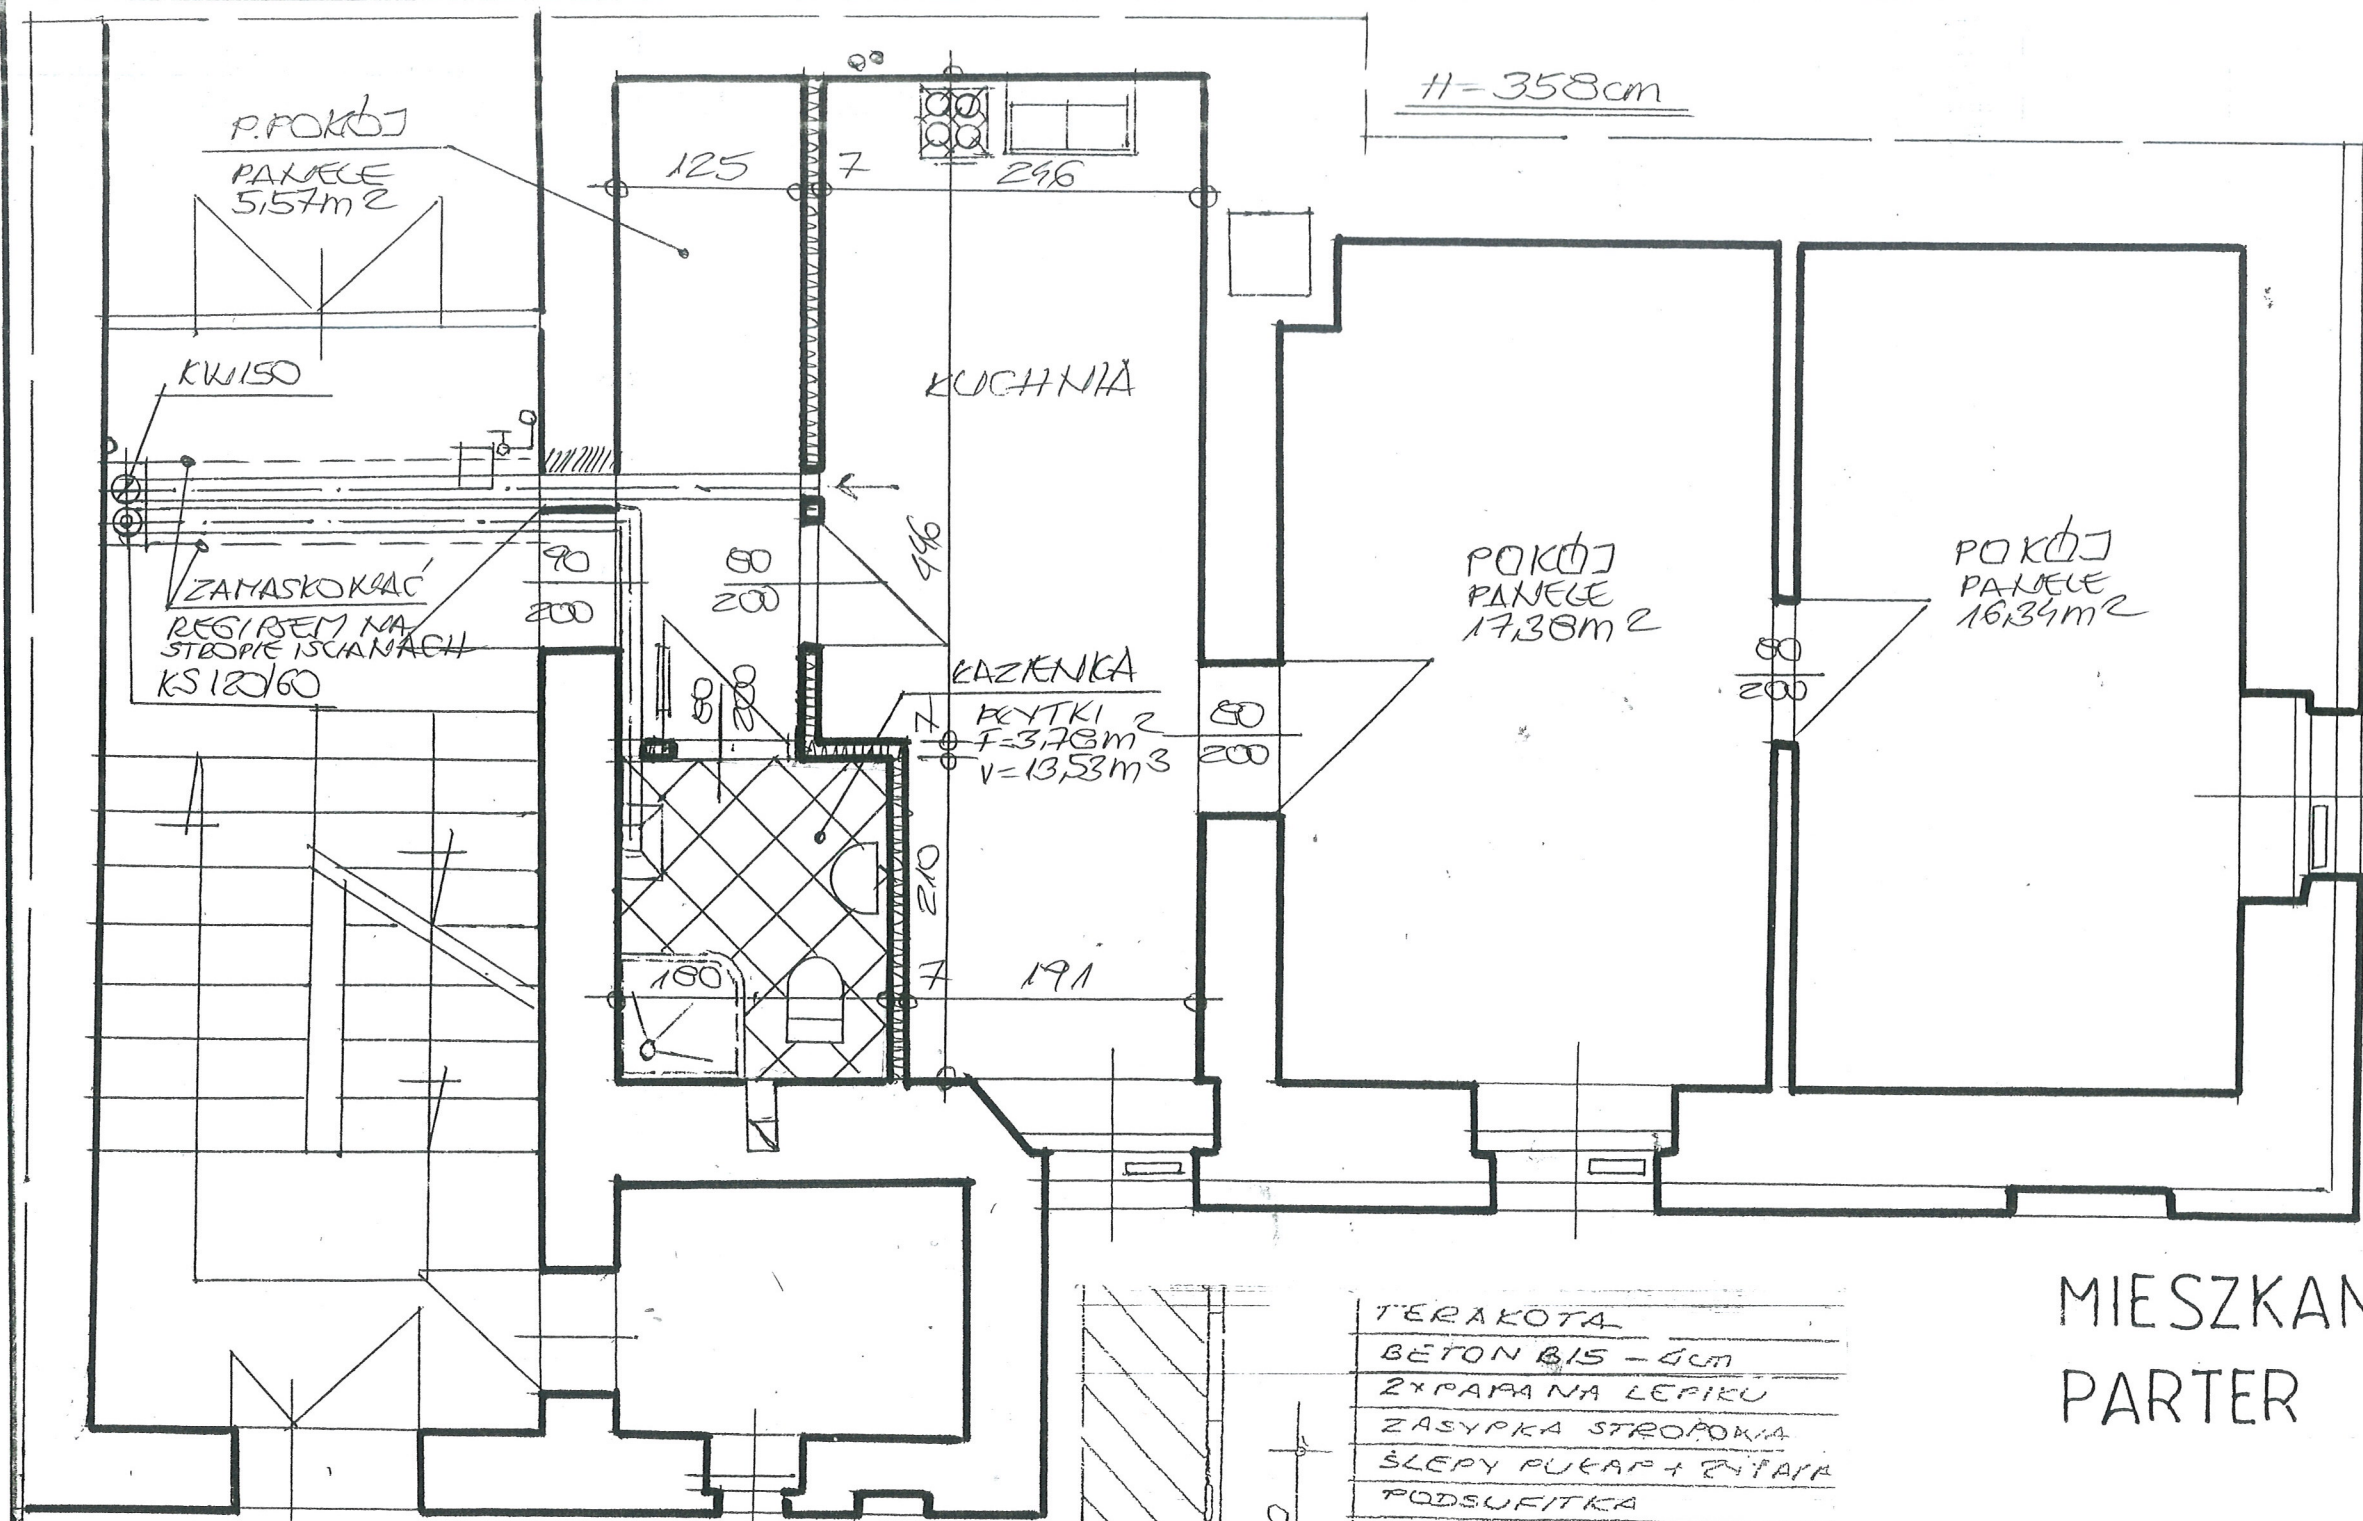 H=358cm
P.POKÓJ
PANELE
5,57m2
125
7
246
KW150
KUCHNIA
90
200
80
200
446
ZAMASKOWAĆ
REGIPSEM NA
STROPIE I ŚCIANACH
KS 120/60
80
200
ŁAZIENKA
PŁYTKI
F=3,78m2
V=13,53m3
7
80
200
POKÓJ
PANELE
17,38m2
80
200
POKÓJ
PANELE
16,34m2
210
180
7
191
MIESZKAN
PARTER
TERAKOTA
BETON B15 - 4cm
2xPAPA NA LEPIKU
ZASYPKA STROPOWA
ŚLEPY PUŁAP +
PODSUFITKA